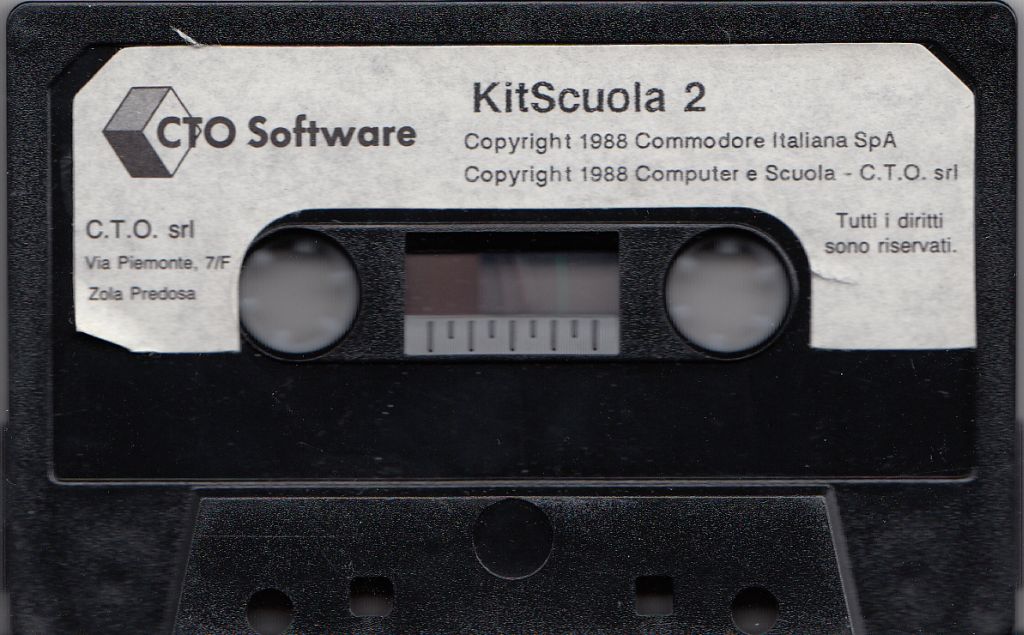 CTO Software
KitScuola 2
Copyright 1988 Commodore Italiana SpA
Copyright 1988 Computer e Scuola - C.T.O. srl
C.T.O. srl
Via Piemonte, 7/F
Zola Predosa
Tutti i diritti
sono riservati.